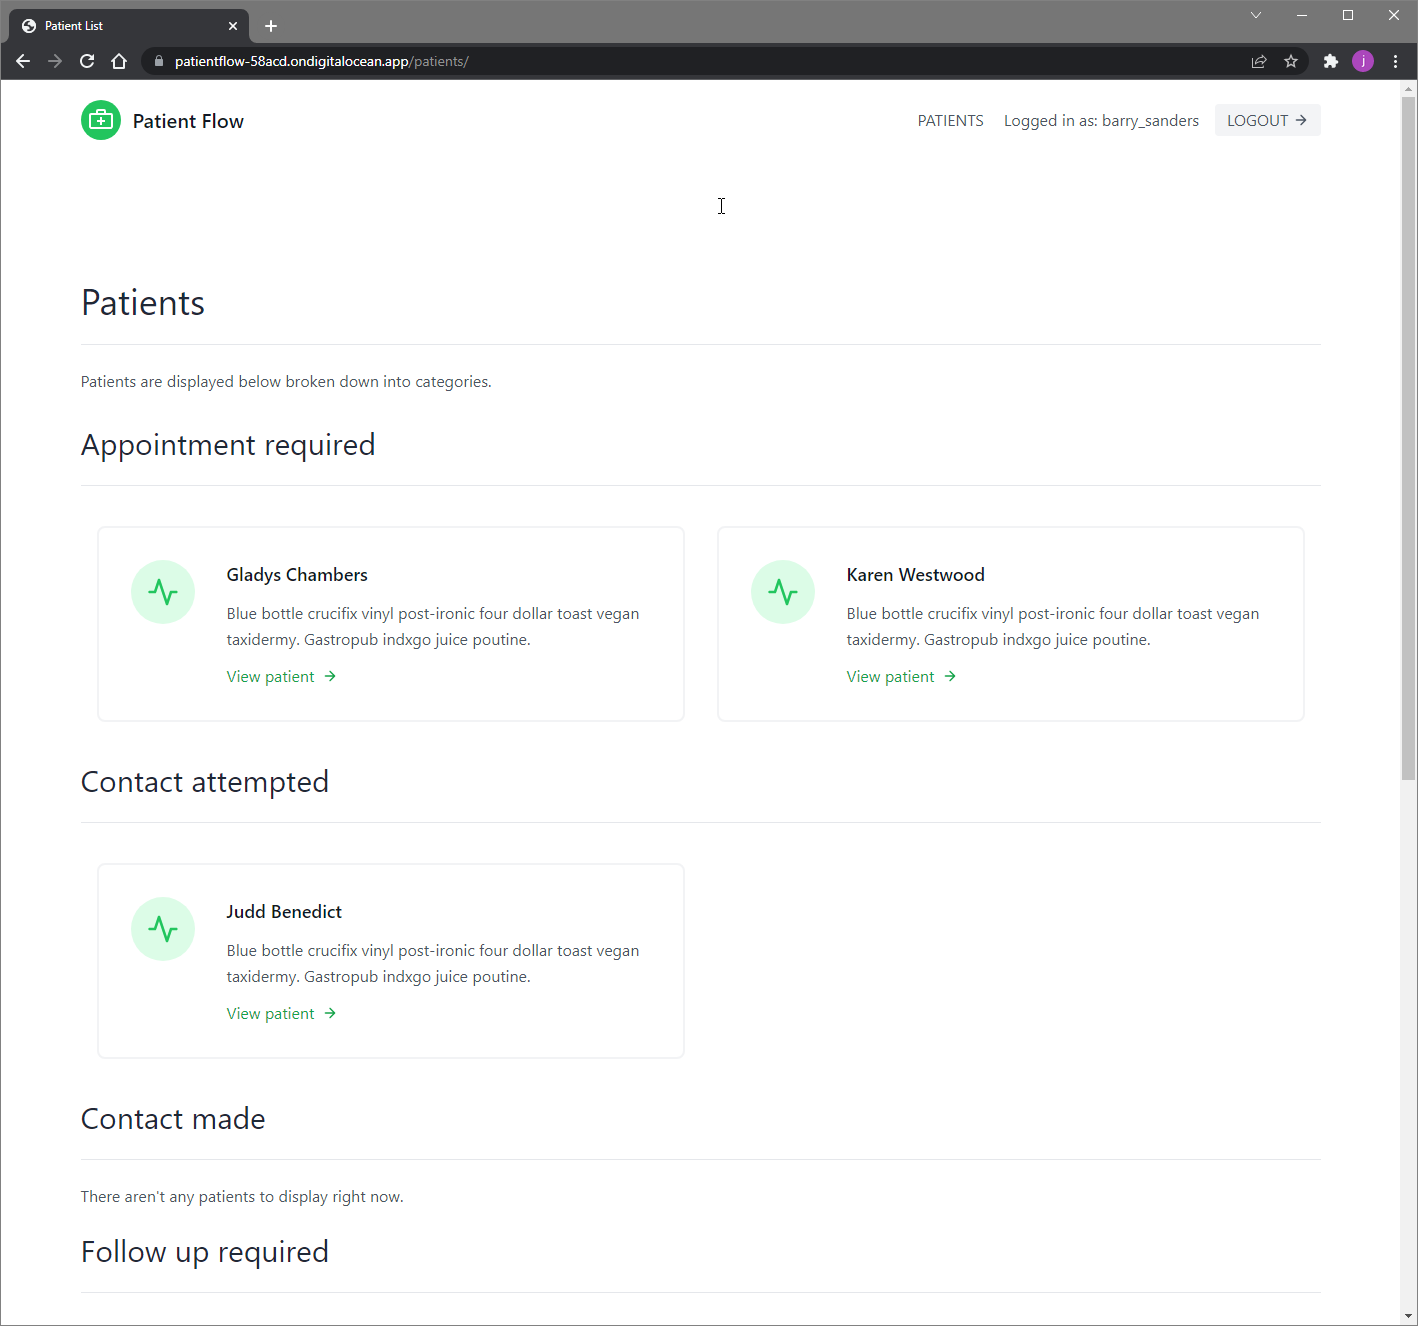 Patient List
patientflow-58acd.ondigitalocean.app/patients/
j
Patient Flow
PATIENTS
Logged in as: barry_sanders
LOGOUT →
Patients
Patients are displayed below broken down into categories.
Appointment required
Gladys Chambers
Blue bottle crucifix vinyl post-ironic four dollar toast vegan
taxidermy. Gastropub indxgo juice poutine.
View patient →
Karen Westwood
Blue bottle crucifix vinyl post-ironic four dollar toast vegan
taxidermy. Gastropub indxgo juice poutine.
View patient →
Contact attempted
Judd Benedict
Blue bottle crucifix vinyl post-ironic four dollar toast vegan
taxidermy. Gastropub indxgo juice poutine.
View patient →
Contact made
There aren't any patients to display right now.
Follow up required